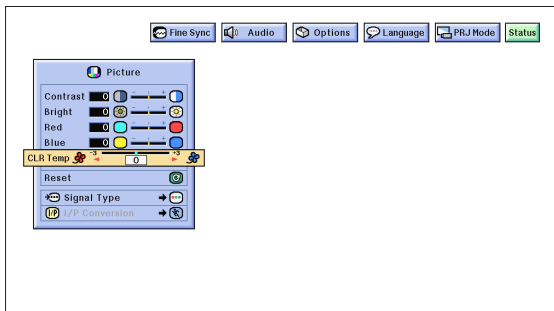 Fine Sync Audio Options Language PRJ Mode Status
Picture
Contrast 0 - +
Bright 0 - +
Red 0 - +
Blue 0 - +
CLR Temp -3 0 +3
Reset
Signal Type
I/P I/P Conversion